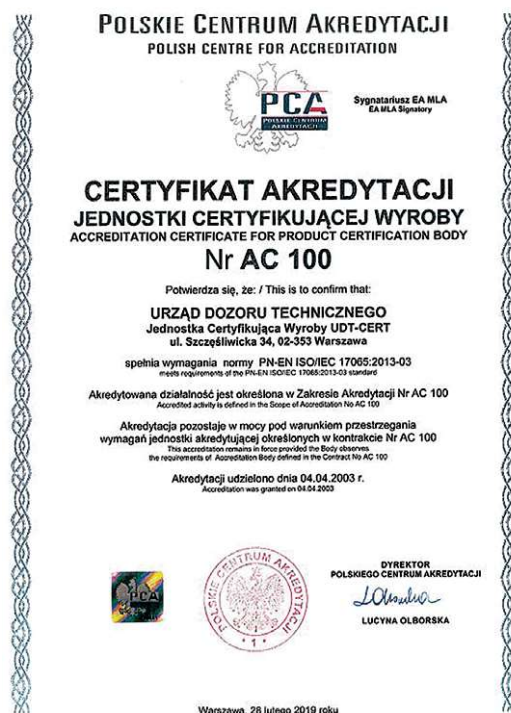 POLSKIE CENTRUM AKREDYTACJI
POLISH CENTRE FOR ACCREDITATION
PCA
POLSKIE CENTRUM
AKREDYTACJI
Sygnatariusz EA MLA
EA MLA Signatory
CERTYFIKAT AKREDYTACJI
JEDNOSTKI CERTYFIKUJĄCEJ WYROBY
ACCREDITATION CERTIFICATE FOR PRODUCT CERTIFICATION BODY
Nr AC 100
Potwierdza się, że: / This is to confirm that:
URZĄD DOZORU TECHNICZNEGO
Jednostka Certyfikująca Wyroby UDT-CERT
ul. Szczęśliwicka 34, 02-353 Warszawa
spełnia wymagania normy PN-EN ISO/IEC 17065:2013-03
meets requirements of the PN-EN ISO/IEC 17065:2013-03 standard
Akredytowana działalność jest określona w Zakresie Akredytacji Nr AC 100
Accredited activity is defined in the Scope of Accreditation No AC 100
Akredytacja pozostaje w mocy pod warunkiem przestrzegania
wymagań jednostki akredytującej określonych w kontrakcie Nr AC 100
This accreditation remains in force provided the Body observes
the requirements of Accreditation Body defined in the Contract No AC 100
Akredytacji udzielono dnia 04.04.2003 r.
Accreditation was granted on 04.04.2003
PCA
POLSKIE CENTRUM AKREDYTACJI
1
DYREKTOR
POLSKIEGO CENTRUM AKREDYTACJI
LUCYNA OLBORSKA
Warszawa, 28 lutego 2019 roku